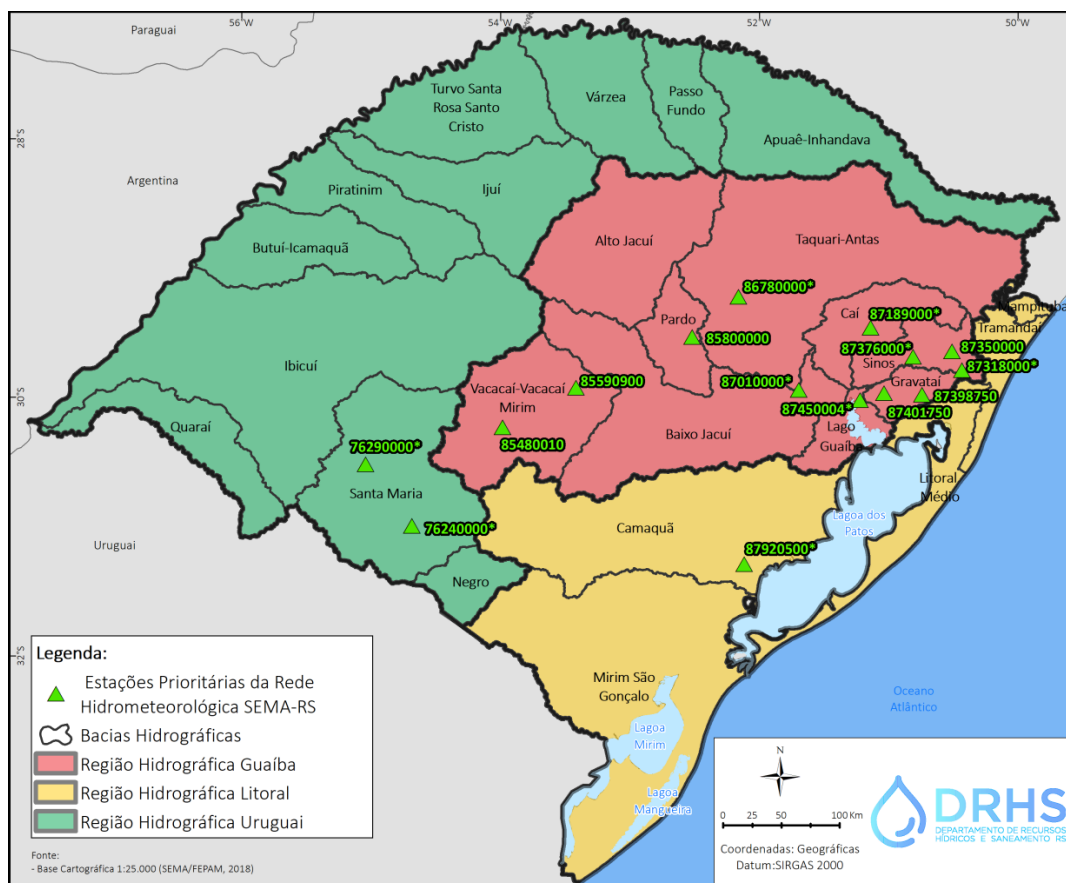 56°W
54°W
52°W
50°W
Paraguai
28°S
Argentina
30°S
Uruguai
32°S
Turvo Santa
Rosa Santo
Cristo
Várzea
Passo
Fundo
Apuaê-Inhandava
Piratinim
Ijuí
Butuí-Icamaquã
Alto Jacuí
Taquari-Antas
86780000*
Mampituba
Caí
87189000*
Tramandaí
Pardo
85800000
87376000*
87350000
Sinos
87318000*
Ibicuí
Vacacaí-Vacacaí
Mirim
85590900
87010000*
Gravataí
87398750
87450004*
87401750
Quaraí
85480010
Baixo Jacuí
Lago
Guaíba
76290000*
Santa Maria
Litoral
Médio
76240000*
Camaquã
Lagoa dos
Patos
87920500*
Negro
Mirim São
Gonçalo
Oceano
Atlântico
Lagoa
Mirim
Lagoa
Mangueira
Legenda:
Estações Prioritárias da Rede
Hidrometeorológica SEMA-RS
Bacias Hidrográficas
Região Hidrográfica Guaíba
Região Hidrográfica Litoral
Região Hidrográfica Uruguai
Fonte:
- Base Cartográfica 1:25.000 (SEMA/FEPAM, 2018)
N
0 25 50 100 Km
Coordenadas: Geográficas
Datum:SIRGAS 2000
DRHS
DEPARTAMENTO DE RECURSOS
HÍDRICOS E SANEAMENTO RS